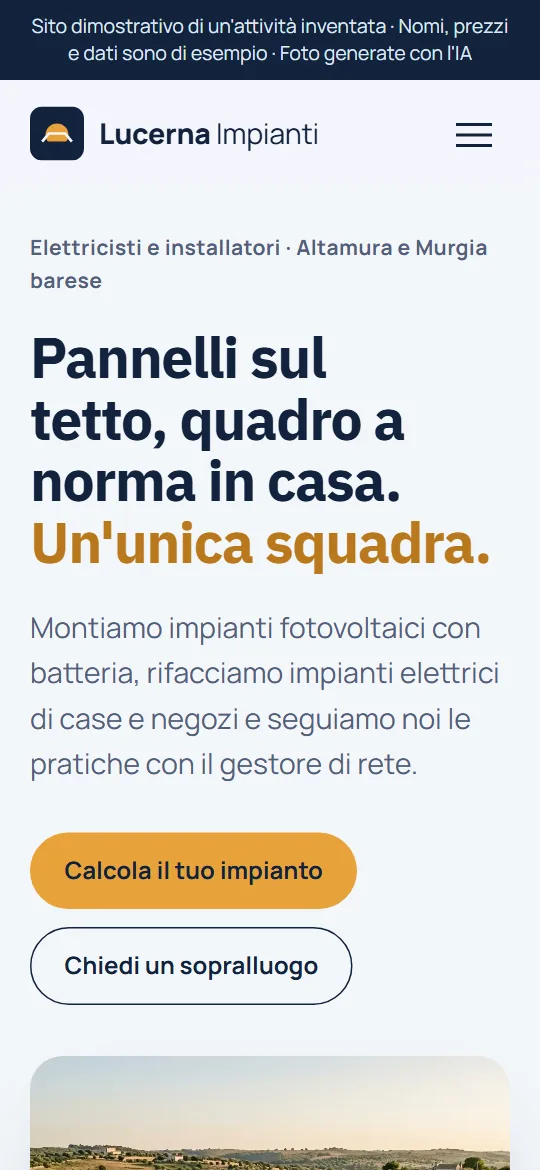 Sito dimostrativo di un'attività inventata · Nomi, prezzi
e dati sono di esempio · Foto generate con l'IA
Lucerna Impianti
Elettricisti e installatori · Altamura e Murgia
barese
Pannelli sul
tetto, quadro a
norma in casa.
Un'unica squadra.
Montiamo impianti fotovoltaici con
batteria, rifacciamo impianti elettrici
di case e negozi e seguiamo noi le
pratiche con il gestore di rete.
Calcola il tuo impianto
Chiedi un sopralluogo